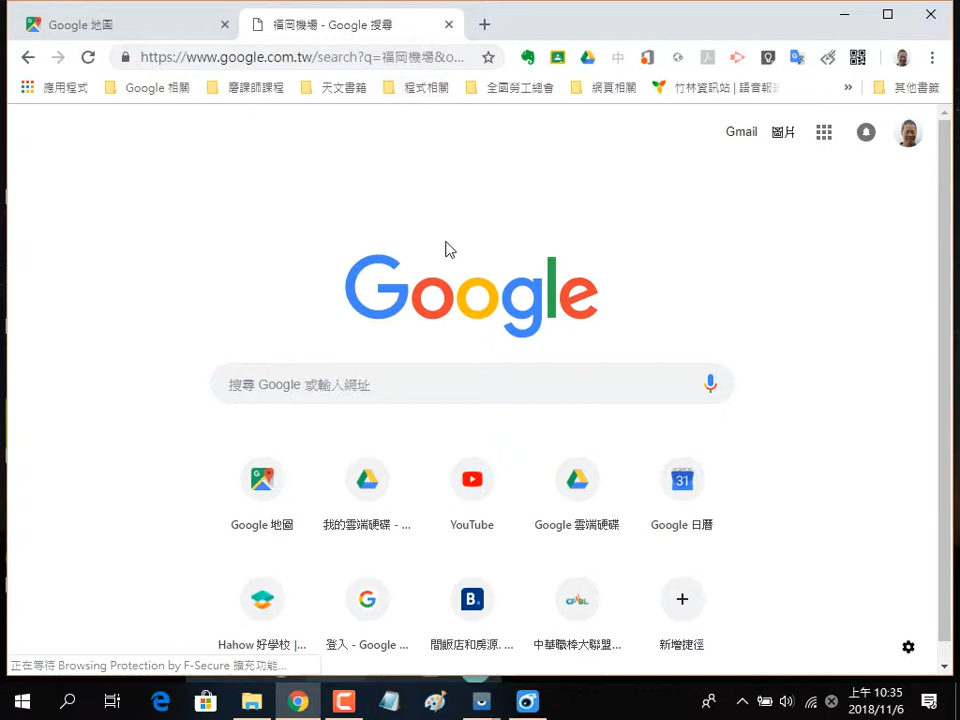 Google 地圖
福岡機場 - Google 搜尋
https://www.google.com.tw/search?q=福岡機場&o...
應用程式
Google 相關
磨課師課程
天文書籍
程式相關
全國勞工總會
網頁相關
竹林資訊站 | 語音報
»
其他書籤
Gmail
圖片
Google
搜尋 Google 或輸入網址
31
Google 地圖
我的雲端硬碟 - ...
YouTube
Google 雲端硬碟
Google 日曆
B.
CPBL
Hahow 好學校 |...
登入 - Google ...
間飯店和房源. ...
中華職棒大聯盟...
新增捷徑
正在等待 Browsing Protection by F-Secure 擴充功能...
上午 10:35
2018/11/6